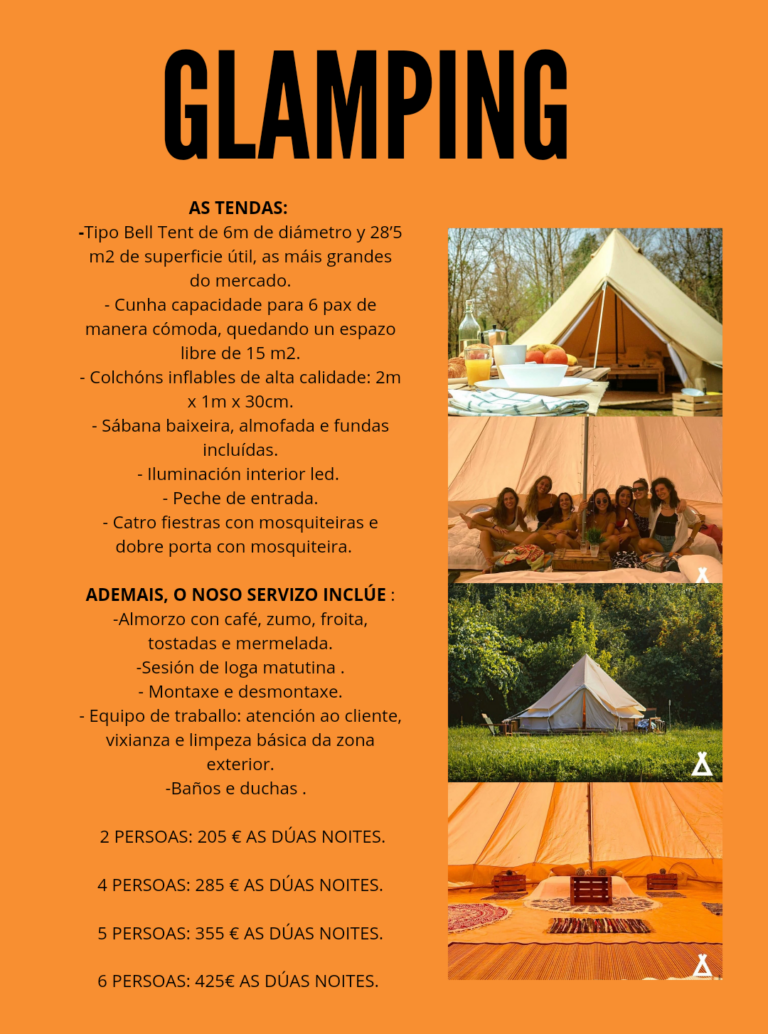 GLAMPING
AS TENDAS:
-Tipo Bell Tent de 6m de diámetro y 28’5
m2 de superficie útil, as máis grandes
do mercado.
- Cunha capacidade para 6 pax de
manera cómoda, quedando un espazo
libre de 15 m2.
- Colchóns inflables de alta calidade: 2m
x 1m x 30cm.
- Sábana baixeira, almofada e fundas
incluídas.
- Iluminación interior led.
- Peche de entrada.
- Catro fiestras con mosquiteiras e
dobre porta con mosquiteira.
ADEMAIS, O NOSO SERVIZO INCLÚE :
-Almorzo con café, zumo, froita,
tostadas e mermelada.
-Sesión de Ioga matutina .
- Montaxe e desmontaxe.
- Equipo de traballo: atención ao cliente,
vixianza e limpeza básica da zona
exterior.
-Baños e duchas .
2 PERSOAS: 205 € AS DÚAS NOITES.
4 PERSOAS: 285 € AS DÚAS NOITES.
5 PERSOAS: 355 € AS DÚAS NOITES.
6 PERSOAS: 425€ AS DÚAS NOITES.